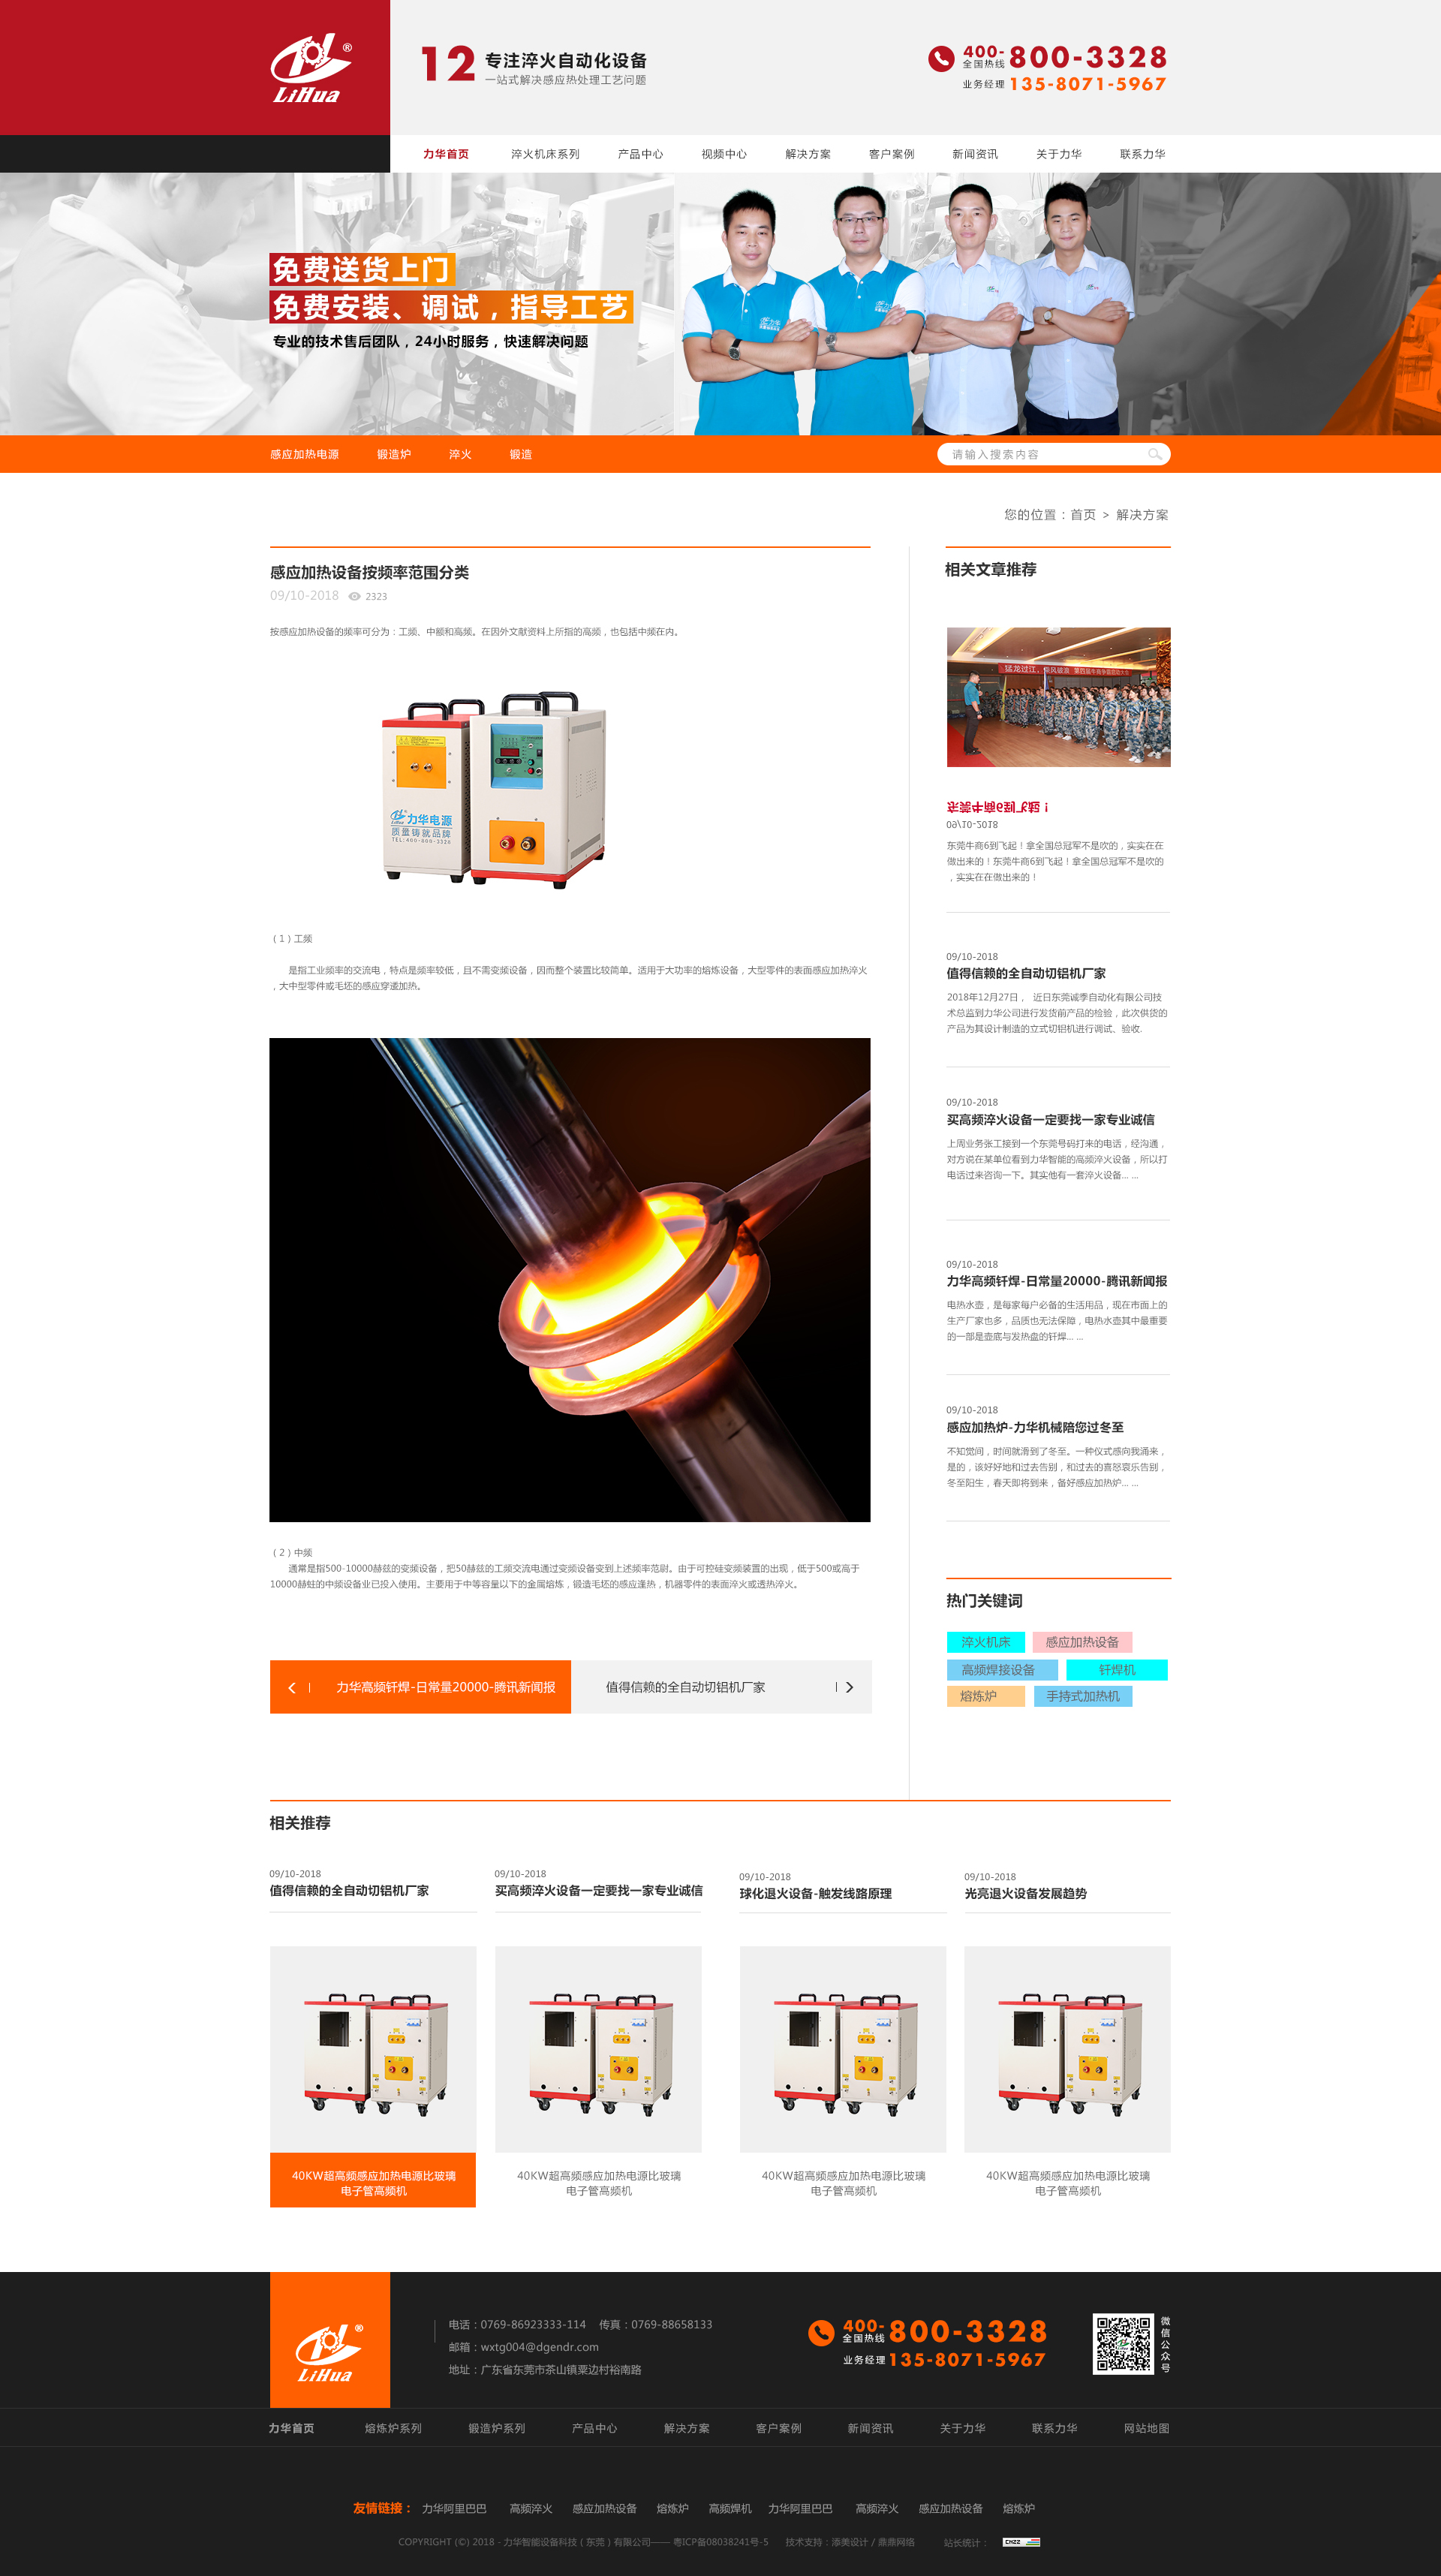 LiHua®
12 专注淬火自动化设备
一站式解决感应热处理工艺问题
400-800-3328
全国热线
业务经理 135-8071-5967
力华首页 淬火机床系列 产品中心 视频中心 解决方案 客户案例 新闻资讯 关于力华 联系力华
免费送货上门
免费安装、调试，指导工艺
专业的技术售后团队，24小时服务，快速解决问题
感应加热电源 锻造炉 淬火 锻造
请输入搜索内容
您的位置：首页 > 解决方案
感应加热设备按频率范围分类
09/10-2018 2323
按感应加热设备的频率可分为：工频、中额和高频。在因外文献资料上所指的高频，也包括中频在内。
力华电源
质量铸就品牌
TEL:400-800-3328
（1）工频
是指工业频率的交流电，特点是频率较低，且不需变频设备，因而整个装置比较简单。适用于大功率的熔炼设备，大型零件的表面感应加热淬火
，大中型零件或毛坯的感应穿逶加热。
（2）中频
通常是指500-10000赫兹的变频设备，把50赫兹的工频交流电通过变频设备变到上述频率范尉。由于可控硅变频装置的出现，低于500或高于
10000赫蛀的中频设备业已投入使用。主要用于中等容量以下的金属熔炼，锻造毛坯的感应逢热，机器零件的表面淬火或透热淬火。
力华高频钎焊-日常量20000-腾讯新闻报
值得信赖的全自动切铝机厂家
相关文章推荐
东莞牛商6到飞起！
09/10-2018
东莞牛商6到飞起！拿全国总冠军不是吹的，实实在在
做出来的！东莞牛商6到飞起！拿全国总冠军不是吹的
，实实在在做出来的！
09/10-2018
值得信赖的全自动切铝机厂家
2018年12月27日， 近日东莞诚季自动化有限公司技
术总监到力华公司进行发货前产品的检验，此次供货的
产品为其设计制造的立式切铝机进行调试、验收.
09/10-2018
买高频淬火设备一定要找一家专业诚信
上周业务张工接到一个东莞号码打来的电话，经沟通，
对方说在某单位看到力华智能的高频淬火设备，所以打
电话过来咨询一下。其实他有一套淬火设备... ...
09/10-2018
力华高频钎焊-日常量20000-腾讯新闻报
电热水壶，是每家每户必备的生活用品，现在市面上的
生产厂家也多，品质也无法保障，电热水壶其中最重要
的一部是壶底与发热盘的钎焊... ...
09/10-2018
感应加热炉-力华机械陪您过冬至
不知觉间，时间就滑到了冬至。一种仪式感向我涌来，
是的，该好好地和过去告别，和过去的喜怒哀乐告别，
冬至阳生，春天即将到来，备好感应加热炉... ...
热门关键词
淬火机床 感应加热设备
高频焊接设备 钎焊机
熔炼炉 手持式加热机
相关推荐
09/10-2018
值得信赖的全自动切铝机厂家
09/10-2018
买高频淬火设备一定要找一家专业诚信
09/10-2018
球化退火设备-触发线路原理
09/10-2018
光亮退火设备发展趋势
40KW超高频感应加热电源比玻璃
电子管高频机
40KW超高频感应加热电源比玻璃
电子管高频机
40KW超高频感应加热电源比玻璃
电子管高频机
40KW超高频感应加热电源比玻璃
电子管高频机
LiHua®
电话：0769-86923333-114 传真：0769-88658133
邮箱：wxtg004@dgendr.com
地址：广东省东莞市茶山镇粟边村裕南路
400-800-3328
全国热线
业务经理 135-8071-5967
微信公众号
力华首页 熔炼炉系列 锻造炉系列 产品中心 解决方案 客户案例 新闻资讯 关于力华 联系力华 网站地图
友情链接： 力华阿里巴巴 高频淬火 感应加热设备 熔炼炉 高频焊机 力华阿里巴巴 高频淬火 感应加热设备 熔炼炉
COPYRIGHT (©) 2018 - 力华智能设备科技（东莞）有限公司—— 粤ICP备08038241号-5 技术支持：添美设计 / 鼎鼎网络 站长统计： CNZZ